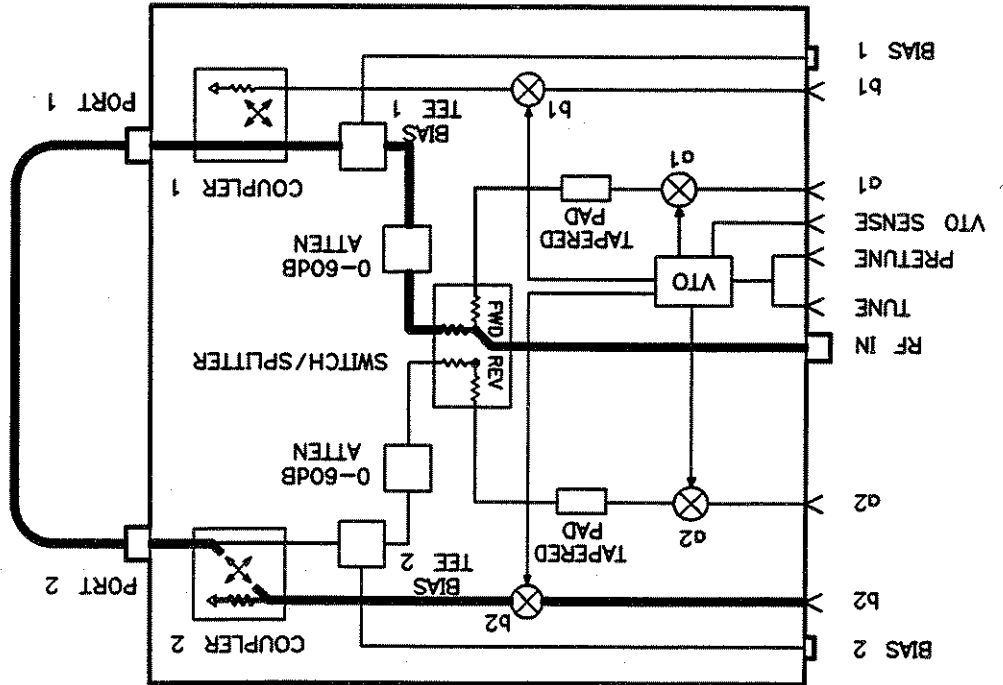 BIAS 2
COUPLER 2
b2
b2
BIAS
TEE 2
PORT 2
TAPERED
PAD
a2
a2
0-60dB
ATTEN
REV
SWITCH/SPLITTER
RF IN
FWD
TUNE
VTO
PRETUNE
VTO SENSE
TAPERED
PAD
0-60dB
ATTEN
a1
a1
COUPLER 1
BIAS
TEE 1
PORT 1
b1
b1
BIAS 1